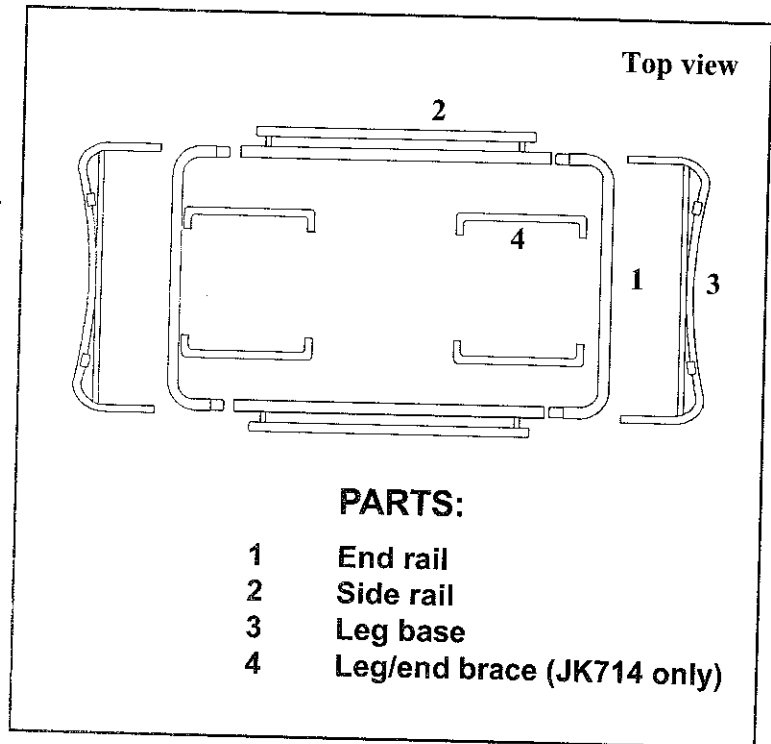 Top view
2
4
1
3
PARTS:
1 End rail
2 Side rail
3 Leg base
4 Leg/end brace (JK714 only)